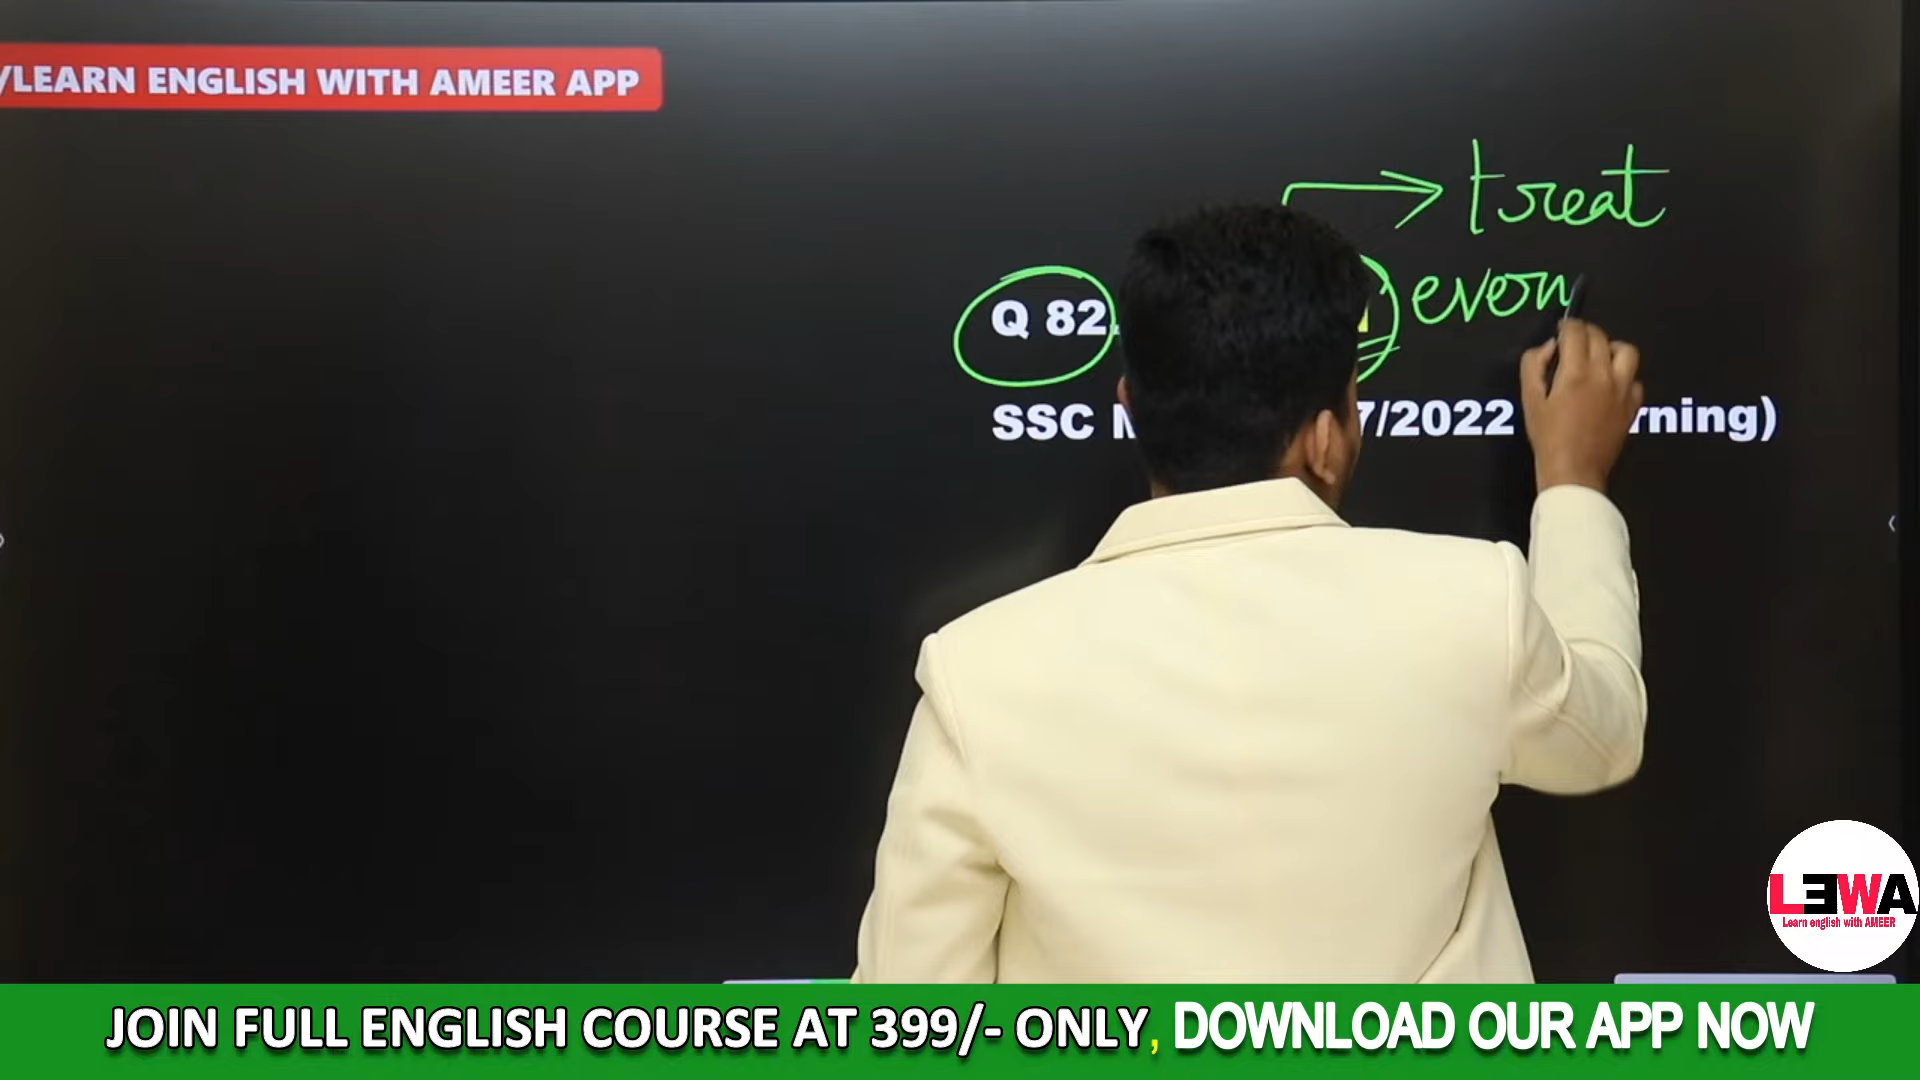 /LEARN ENGLISH WITH AMEER APP
treat
Q 82.
SSC 7/2022 rning)
LEWA
Learn english with AMEER
JOIN FULL ENGLISH COURSE AT 399/- ONLY, DOWNLOAD OUR APP NOW